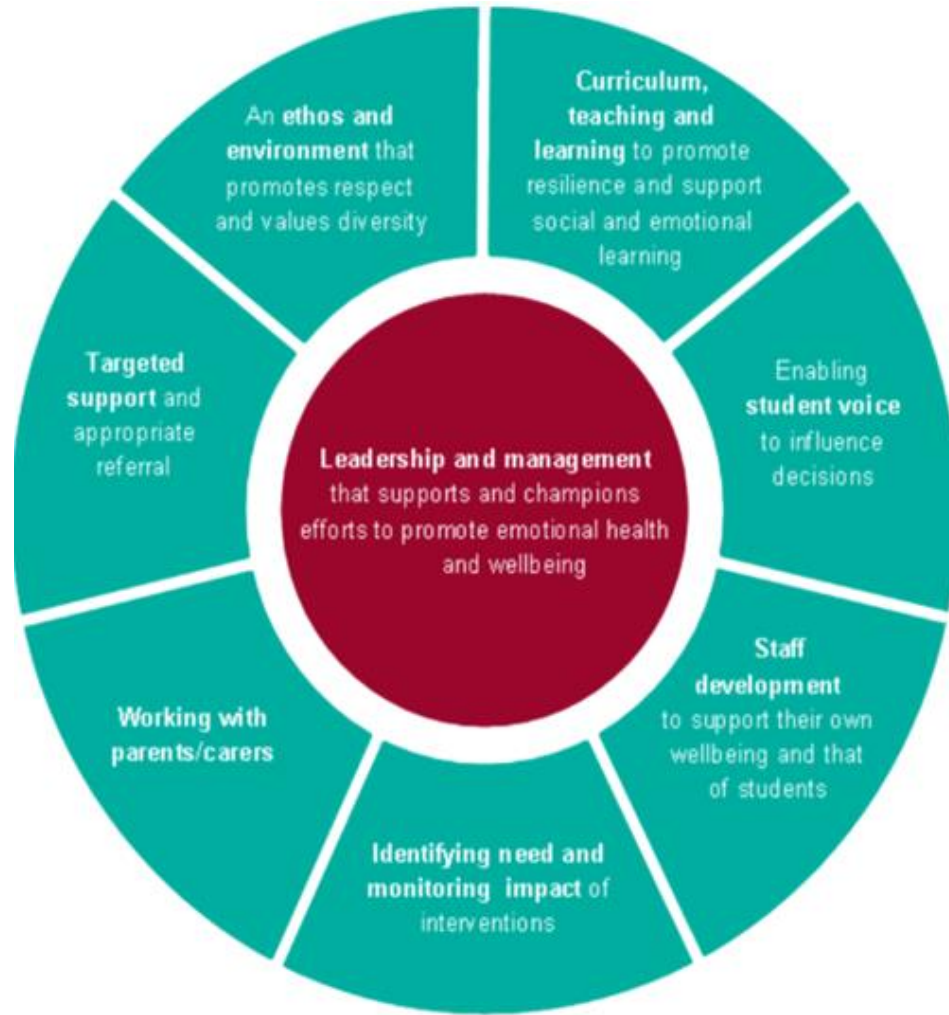 An ethos and
environment that
promotes respect
and values diversity
Curriculum,
teaching and
learning to promote
resilience and support
social and emotional
learning
Enabling
student voice
to influence
decisions
Staff
development
to support their own
wellbeing and that
of students
Identifying need and
monitoring impact of
interventions
Working with
parents/carers
Targeted
support and
appropriate
referral
Leadership and management
that supports and champions
efforts to promote emotional health
and wellbeing